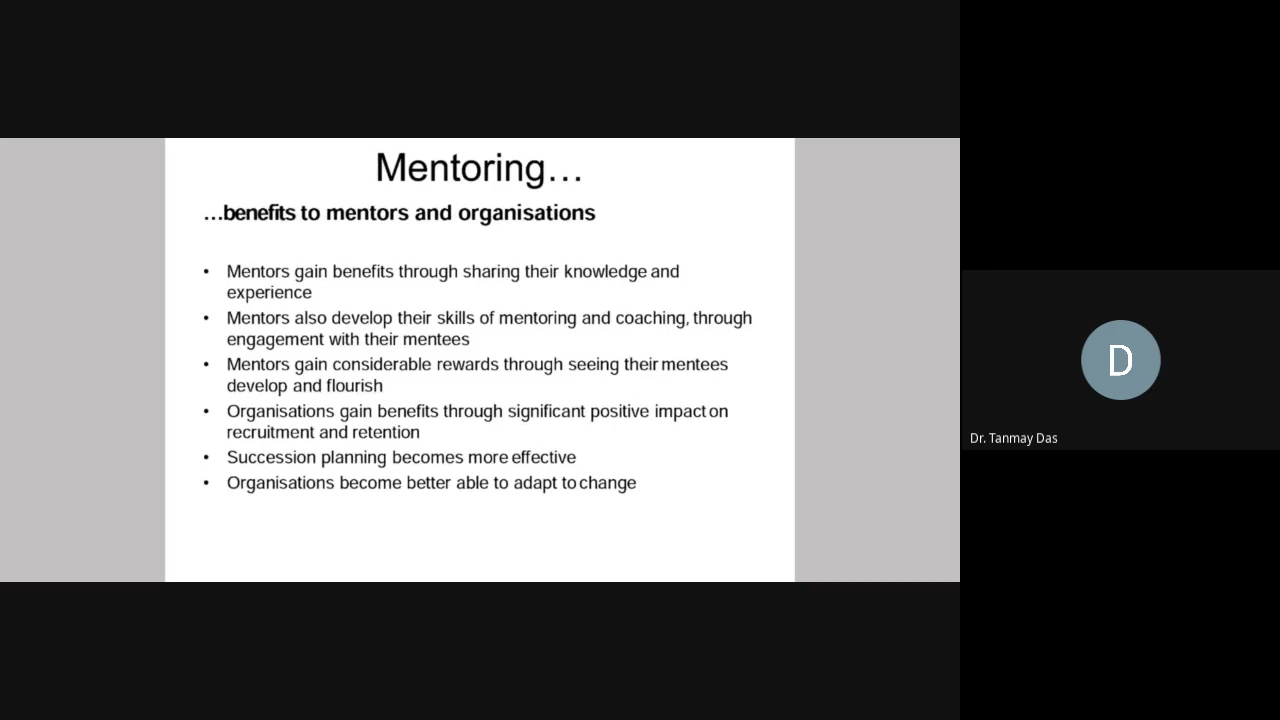 Mentoring…
…benefits to mentors and organisations
• Mentors gain benefits through sharing their knowledge and
experience
• Mentors also develop their skills of mentoring and coaching, through
engagement with their mentees
• Mentors gain considerable rewards through seeing their mentees
develop and flourish
• Organisations gain benefits through significant positive impact on
recruitment and retention
• Succession planning becomes more effective
• Organisations become better able to adapt to change
D
Dr. Tanmay Das